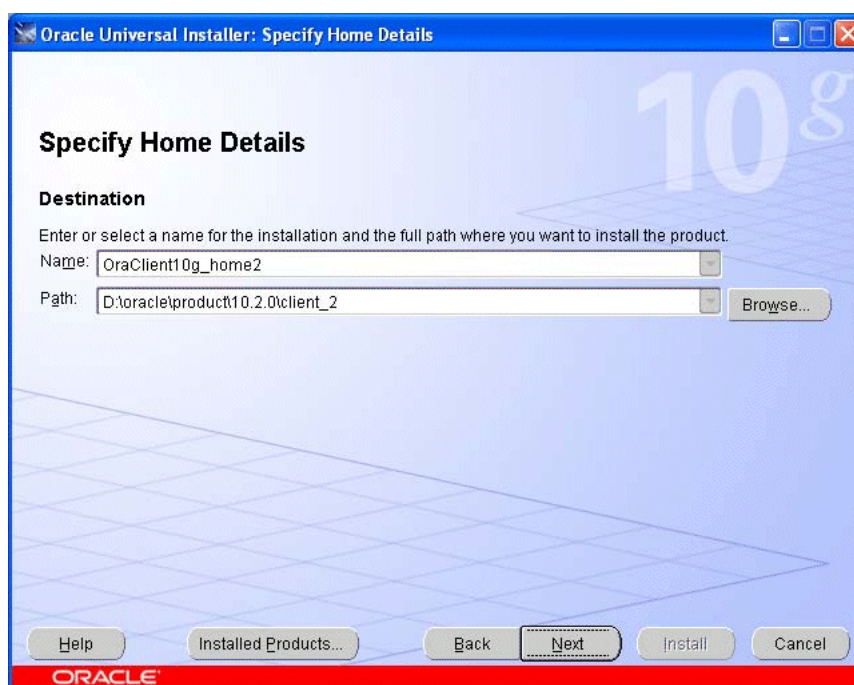 Oracle Universal Installer: Specify Home Details
10g
Specify Home Details
Destination
Enter or select a name for the installation and the full path where you want to install the product.
Name: OraClient10g_home2
Path: D:\oracle\product\10.2.0\client_2 Browse...
Help Installed Products... Back Next Install Cancel
ORACLE